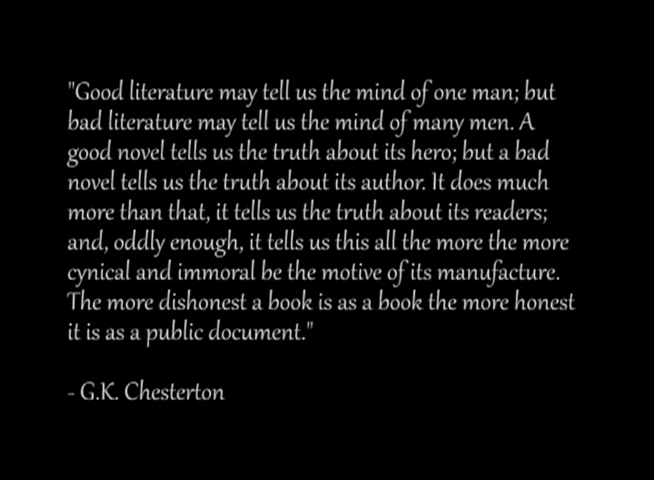 "Good literature may tell us the mind of one man; but
bad literature may tell us the mind of many men. A
good novel tells us the truth about its hero; but a bad
novel tells us the truth about its author. It does much
more than that, it tells us the truth about its readers;
and, oddly enough, it tells us this all the more the more
cynical and immoral be the motive of its manufacture.
The more dishonest a book is as a book the more honest
it is as a public document."
- G.K. Chesterton